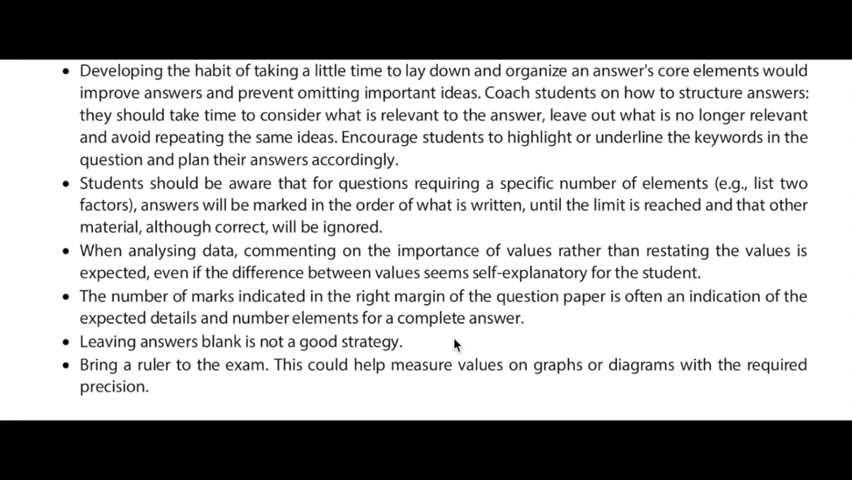 • Developing the habit of taking a little time to lay down and organize an answer's core elements would
improve answers and prevent omitting important ideas. Coach students on how to structure answers:
they should take time to consider what is relevant to the answer, leave out what is no longer relevant
and avoid repeating the same ideas. Encourage students to highlight or underline the keywords in the
question and plan their answers accordingly.
• Students should be aware that for questions requiring a specific number of elements (e.g., list two
factors), answers will be marked in the order of what is written, until the limit is reached and that other
material, although correct, will be ignored.
• When analysing data, commenting on the importance of values rather than restating the values is
expected, even if the difference between values seems self-explanatory for the student.
• The number of marks indicated in the right margin of the question paper is often an indication of the
expected details and number elements for a complete answer.
• Leaving answers blank is not a good strategy.
• Bring a ruler to the exam. This could help measure values on graphs or diagrams with the required
precision.